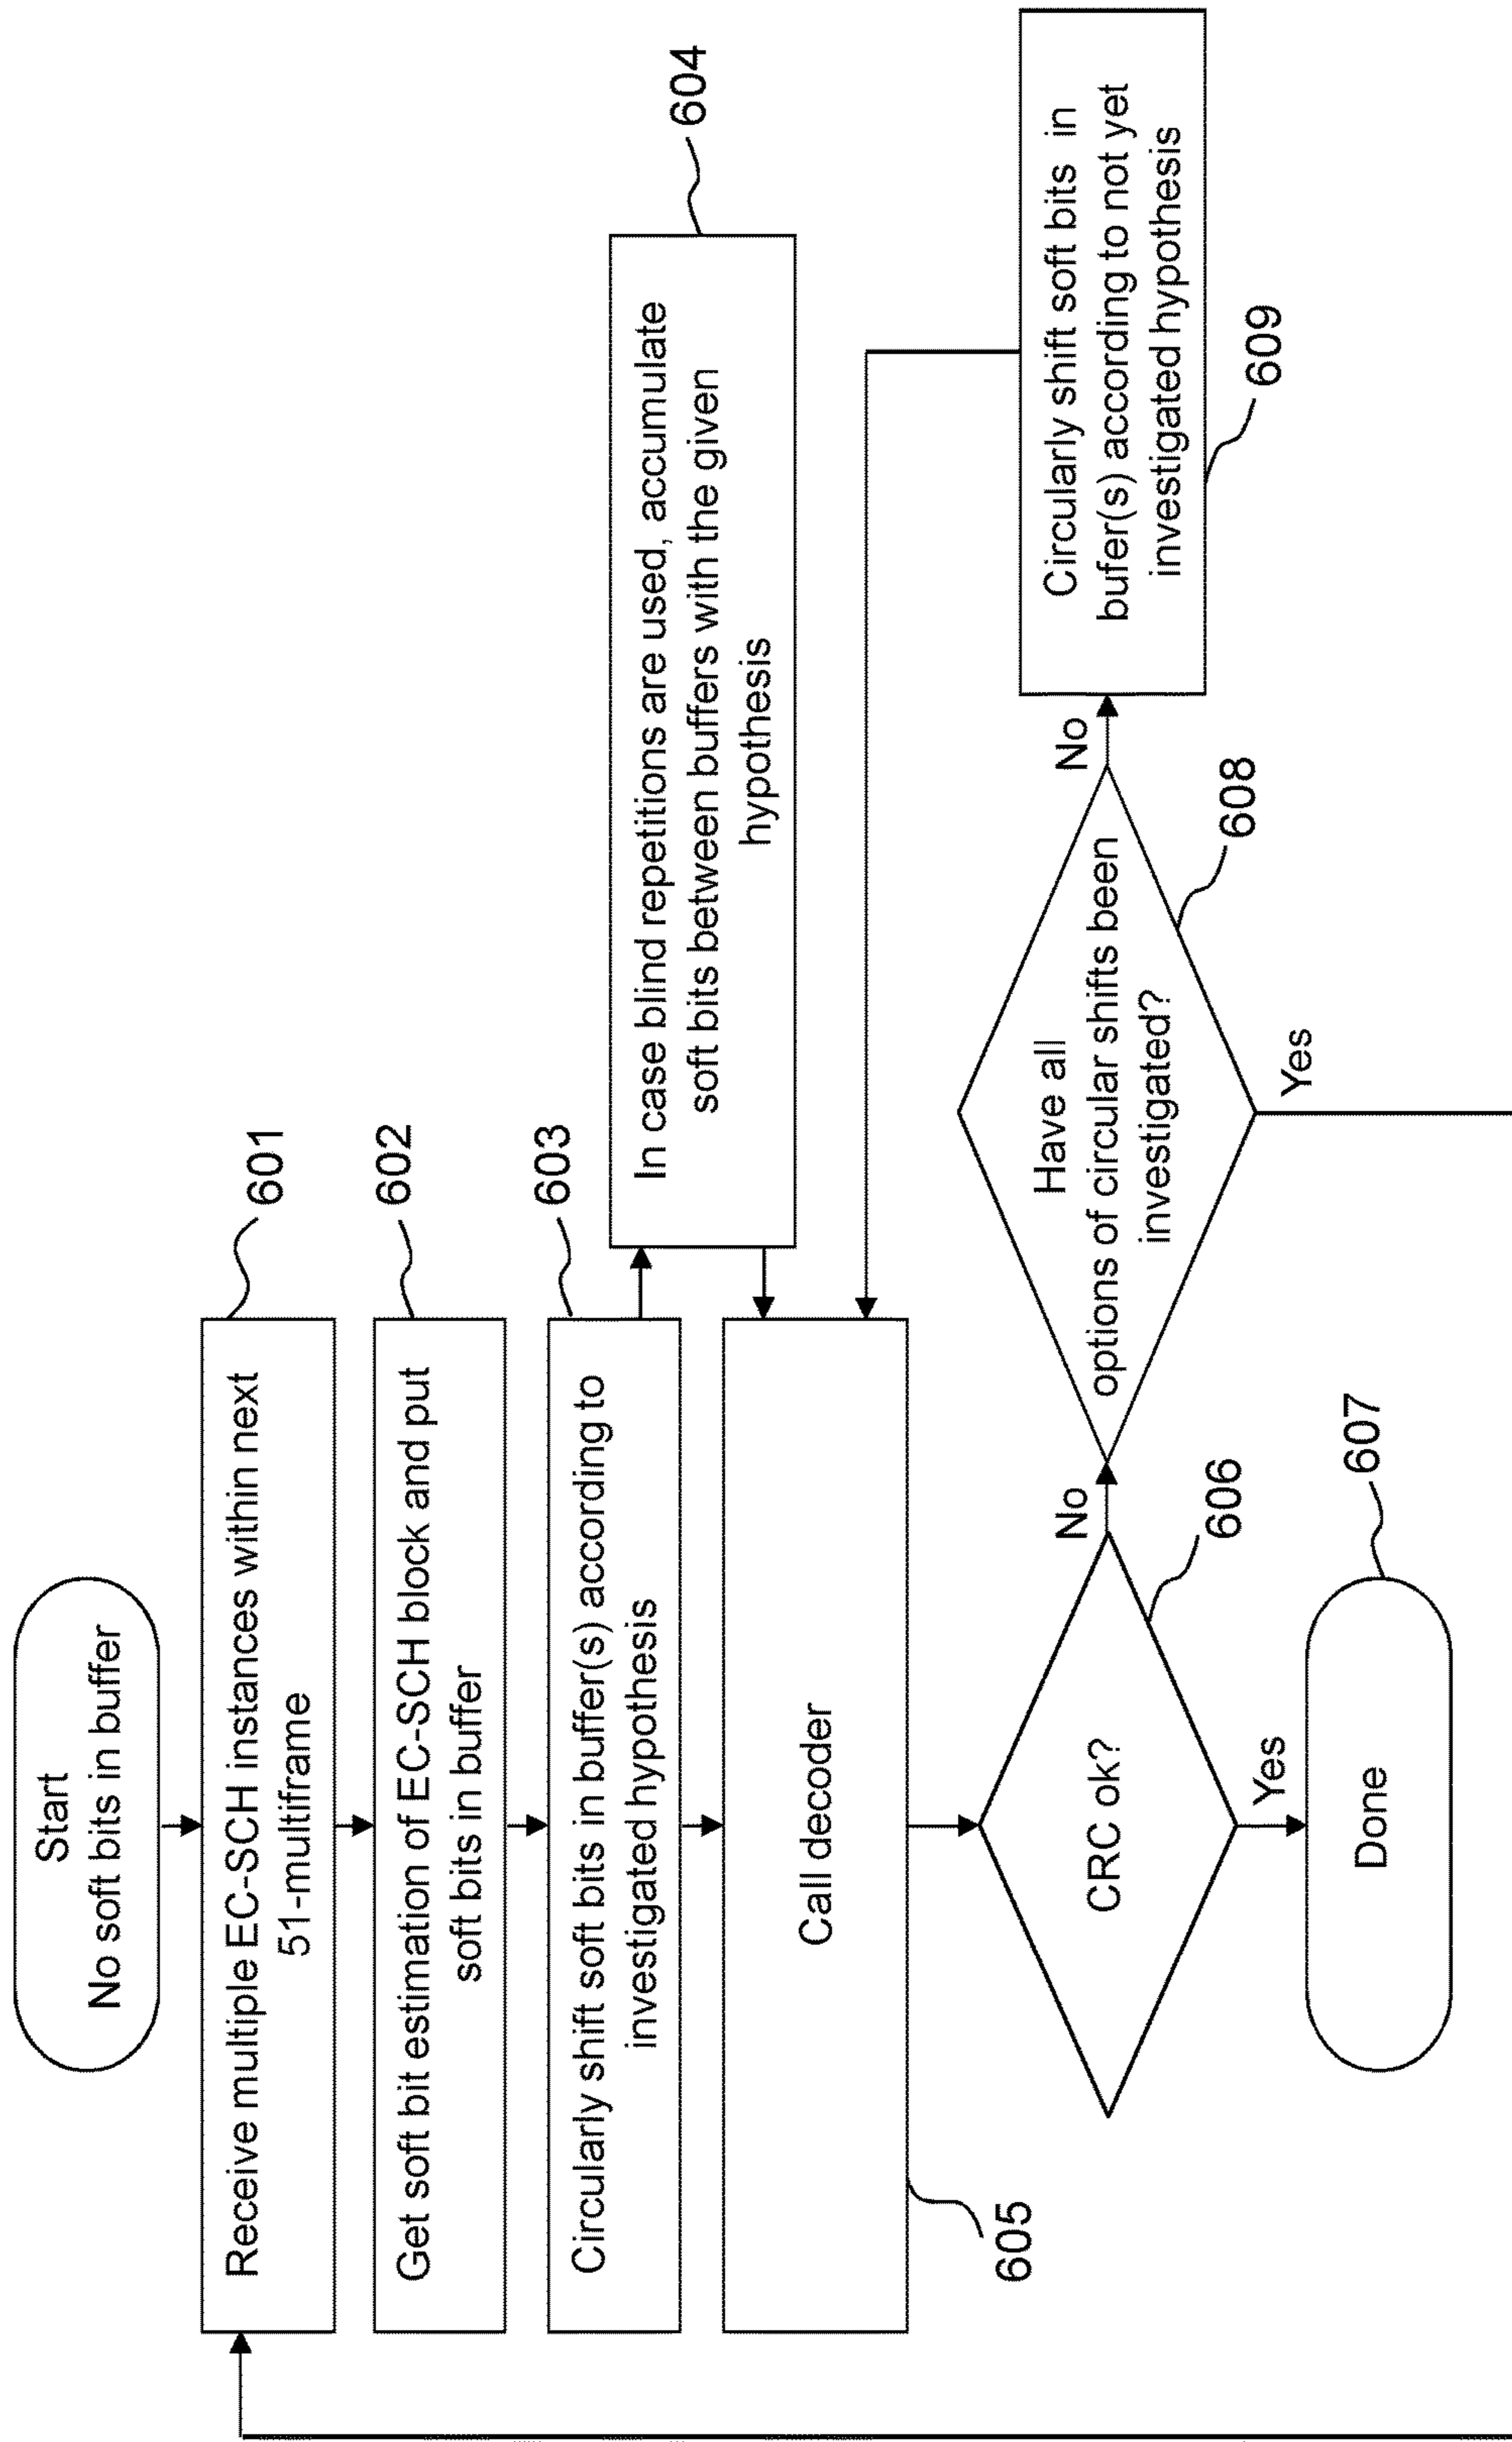 Start
No soft bits in buffer
601
Receive multiple EC-SCH instances within next
51-multiframe
602
Get soft bit estimation of EC-SCH block and put
soft bits in buffer
603
Circularly shift soft bits in buffer(s) according to
investigated hypothesis
604
In case blind repetitions are used, accumulate
soft bits between buffers with the given
hypothesis
Call decoder
605
CRC ok?
606
No
Yes
Done
607
Have all
options of circular shifts been
investigated?
608
No
Yes
Circularly shift soft bits in
bufer(s) according to not yet
investigated hypothesis
609